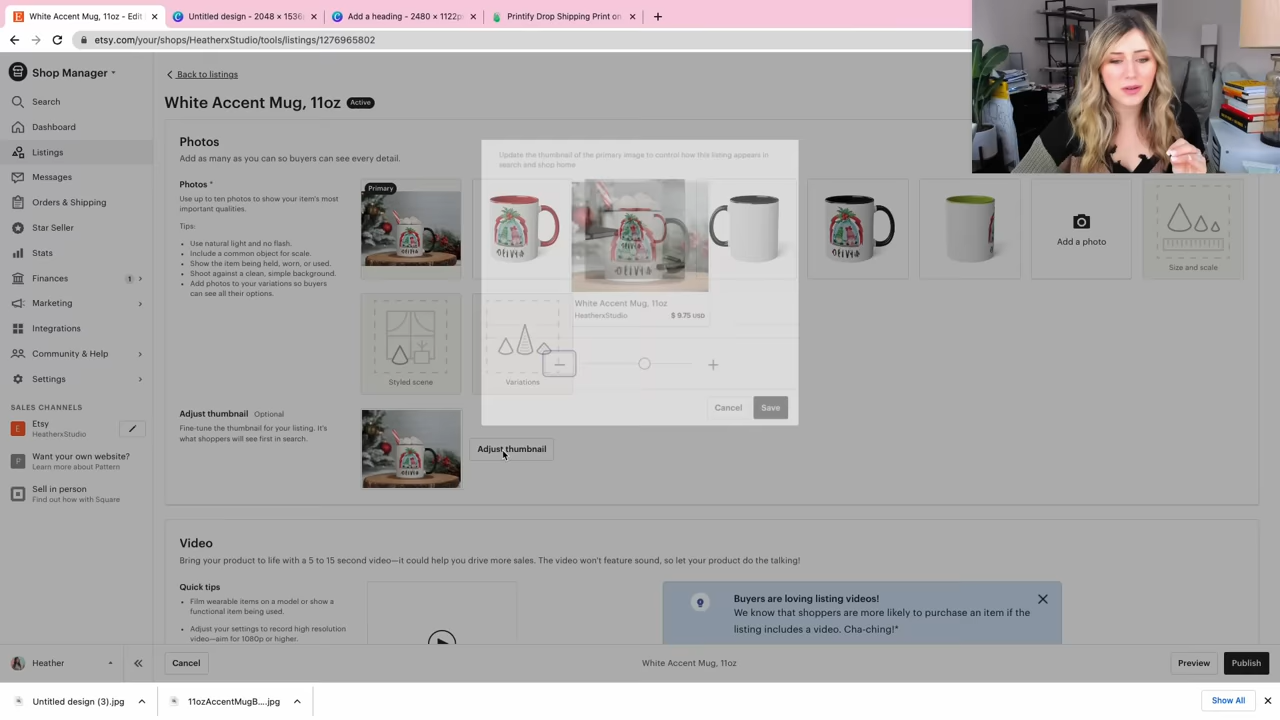 White Accent Mug, 11oz - Edit
Untitled design - 2048 × 1536
Add a heading - 2480 × 1122p
Printify Drop Shipping Print on
etsy.com/your/shops/HeatherxStudio/tools/listings/1276965802
Shop Manager
Search
Dashboard
Listings
Messages
Orders & Shipping
Star Seller
Stats
Finances 1
Marketing
Integrations
Community & Help
Settings
SALES CHANNELS
Etsy
HeatherxStudio
Want your own website?
Learn more about Pattern
Sell in person
Find out how with Square
Heather
Back to listings
White Accent Mug, 11oz Active
Photos
Add as many as you can so buyers can see every detail.
Photos *
Use up to ten photos to show your item's most
important qualities.
Tips:
Use natural light and no flash.
Include a common object for scale.
Show the item being held, worn, or used.
Shoot against a clean, simple background.
Add photos to your variations so buyers
can see all their options.
Primary
OLIVIA
OLIVIA
OLIVIA
OLIVIA
Add a photo
Size and scale
Styled scene
Variations
Update the thumbnail of the primary image to control how this listing appears in
search and shop home
White Accent Mug, 11oz
HeatherxStudio $ 9.75 USD
Cancel
Save
Adjust thumbnail Optional
Fine-tune the thumbnail for your listing. It's
what shoppers will see first in search.
OLIVIA
Adjust thumbnail
Video
Bring your product to life with a 5 to 15 second video—it could help you drive more sales. The video won't feature sound, so let your product do the talking!
Quick tips
Film wearable items on a model or show a
functional item being used.
Adjust your settings to record high resolution
video—aim for 1080p or higher.
Buyers are loving listing videos!
We know that shoppers are more likely to purchase an item if the
listing includes a video. Cha-ching!*
Cancel
White Accent Mug, 11oz
Preview
Publish
Untitled design (3).jpg
11ozAccentMugB....jpg
Show All